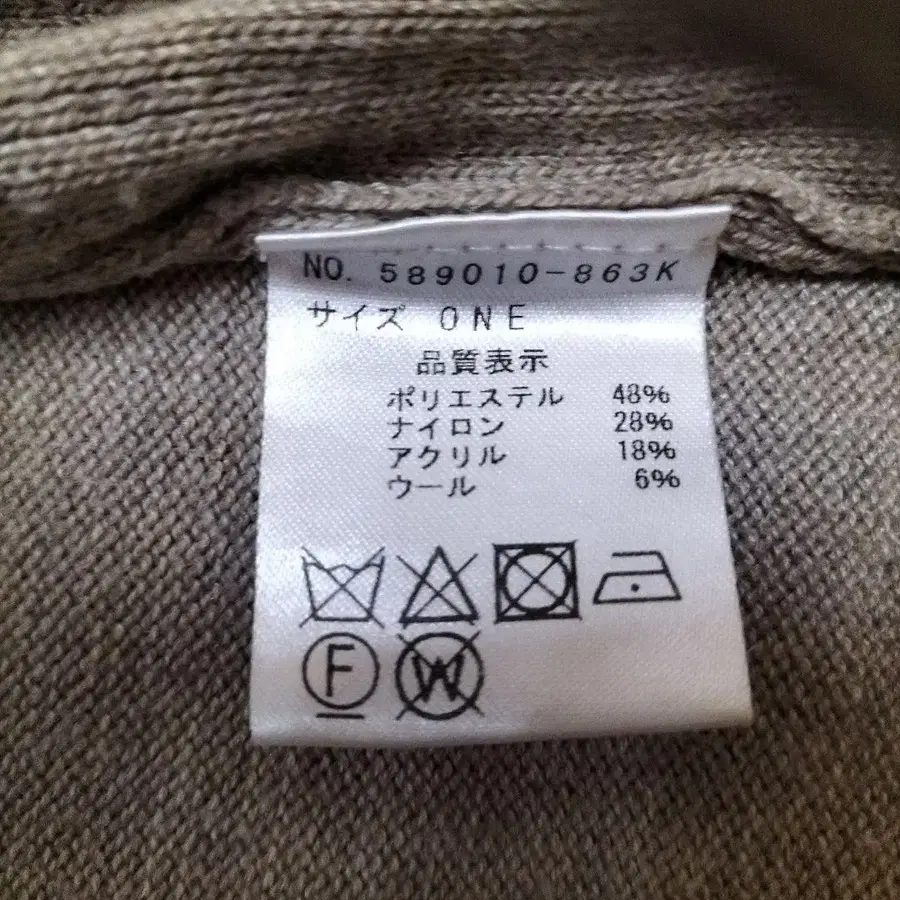 NO. 589010-863K
サイズ ONE
品質表示
ポリエステル 48%
ナイロン 28%
アクリル 18%
ウール 6%
F W